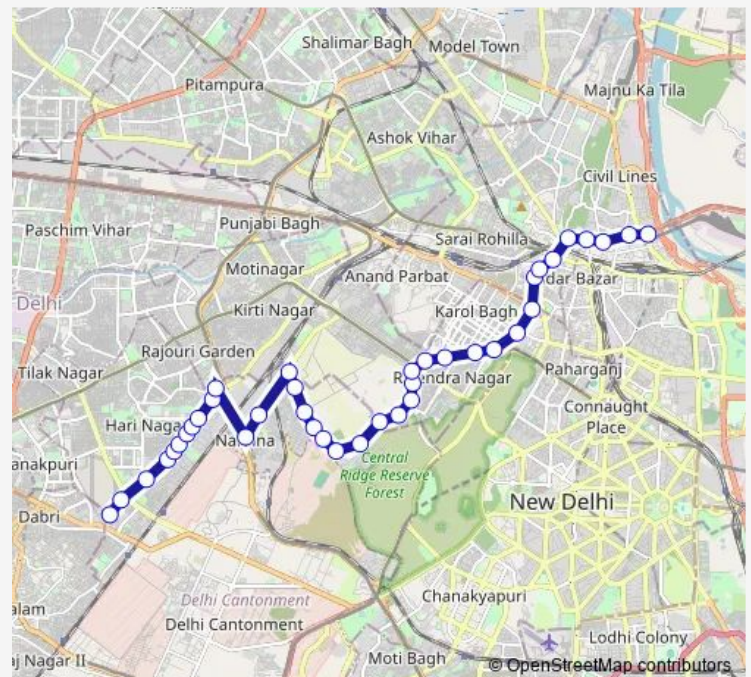 Shalimar Bagh
Model Town
Pitampura
Majnu Ka Tila
Ashok Vihar
Civil Lines
Punjabi Bagh
Paschim Vihar
Sarai Rohilla
Motinagar
Anand Parbat
dar Bazar
Delhi
Kirti Nagar
Karol Bagh
Rajouri Garden
Tilak Nagar
Paharganj
Connaught
Place
Hari Naga
anakpuri
Central
Ridge Reserve
Forest
New Delhi
Dabri
Chanakyapuri
Delhi Cantonment
alam
Delhi Cantonment
Lodhi Colony
Moti Bagh
aj Nagar II
© OpenStreetMap contributors